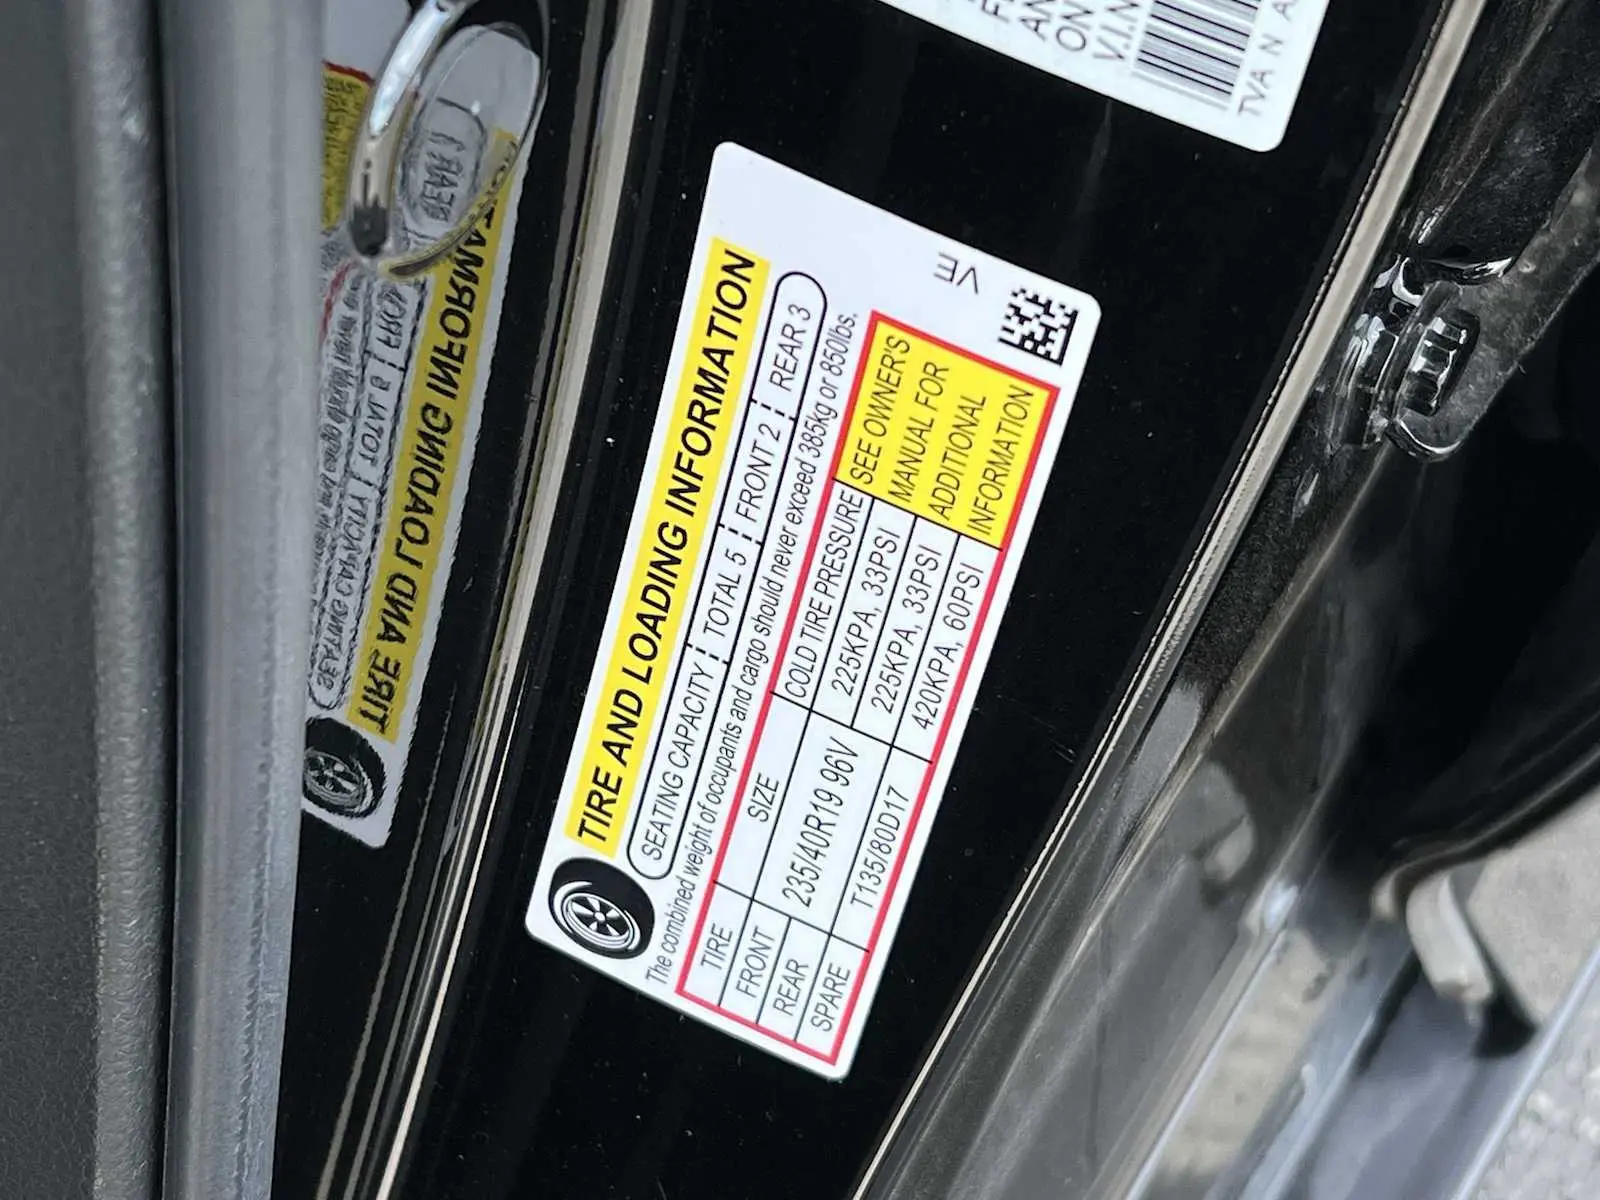 TIRE AND LOADING INFORMATION
SEATING CAPACITY TOTAL 5 FRONT 2 REAR 3
The combined weight of occupants and cargo should never exceed 385kg or 850lbs.
TIRE SIZE COLD TIRE PRESSURE
FRONT 235/40R19 96V 225KPA, 33PSI
REAR 225KPA, 33PSI
SPARE T135/80D17 420KPA, 60PSI
SEE OWNER'S
MANUAL FOR
ADDITIONAL
INFORMATION
VE
ON
V.I.N
TVA N
TIRE AND LOADING INFORMATION
SEATING CAPACITY TOTAL 5
REAR